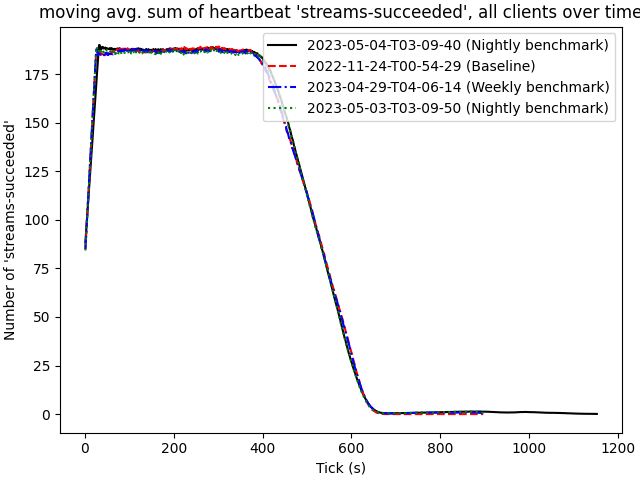 moving avg. sum of heartbeat 'streams-succeeded', all clients over time
2023-05-04-T03-09-40 (Nightly benchmark)
2022-11-24-T00-54-29 (Baseline)
2023-04-29-T04-06-14 (Weekly benchmark)
2023-05-03-T03-09-50 (Nightly benchmark)
Number of 'streams-succeeded'
175
150
125
100
75
50
25
0
0 200 400 600 800 1000 1200
Tick (s)